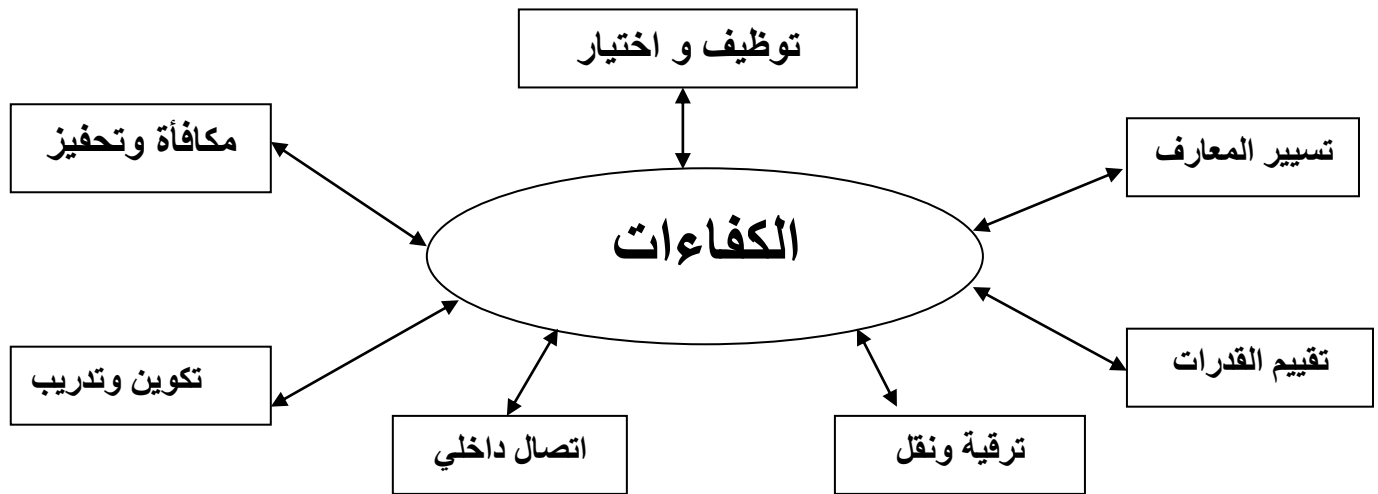 توظيف و اختيار
مكافأة وتحفيز
تسيير المعارف
الكفاءات
تقييم القدرات
تكوين وتدريب
ترقية ونقل
اتصال داخلي